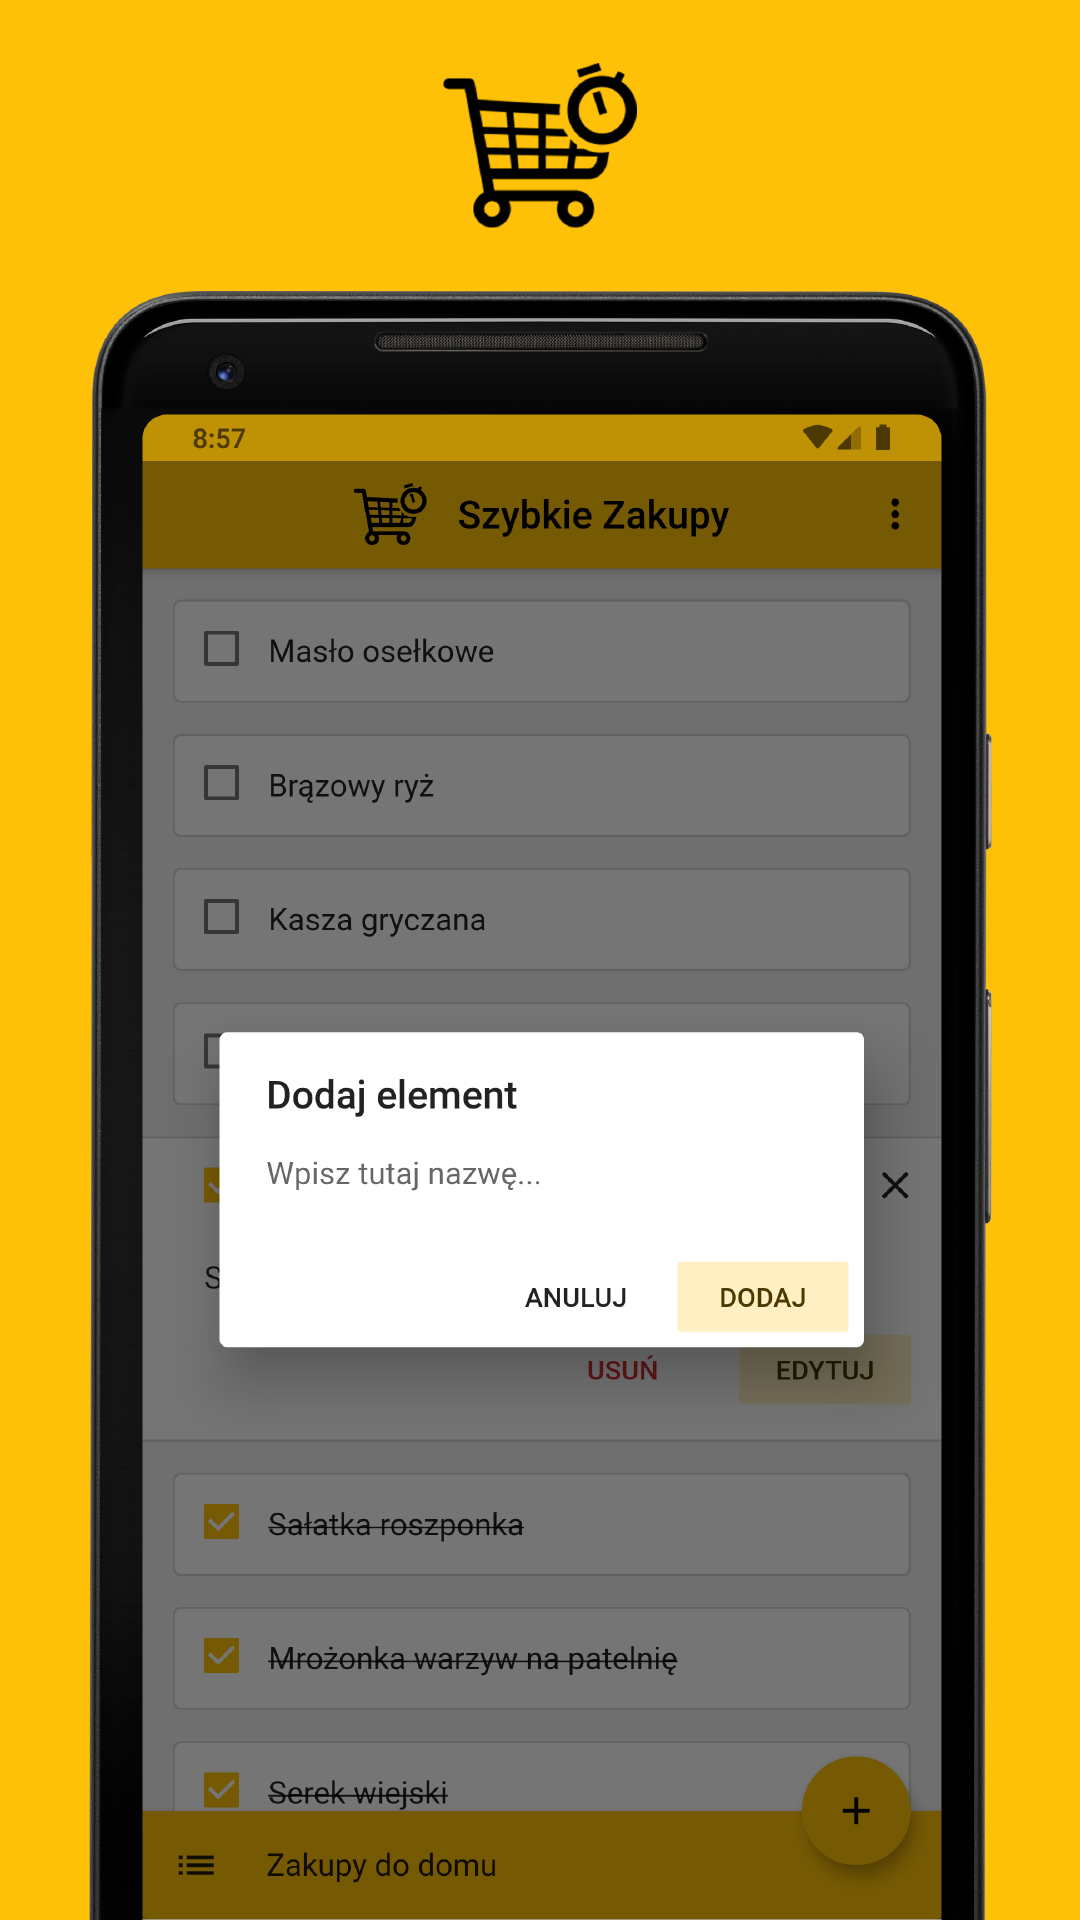 8:57
Szybkie Zakupy
Masło osełkowe
Brązowy ryż
Kasza gryczana
Dodaj element
Wpisz tutaj nazwę...
S
ANULUJ DODAJ
USUŃ EDYTUJ
Sałatka roszponka
Mrożonka warzyw na patelnię
Serek wiejski
Zakupy do domu